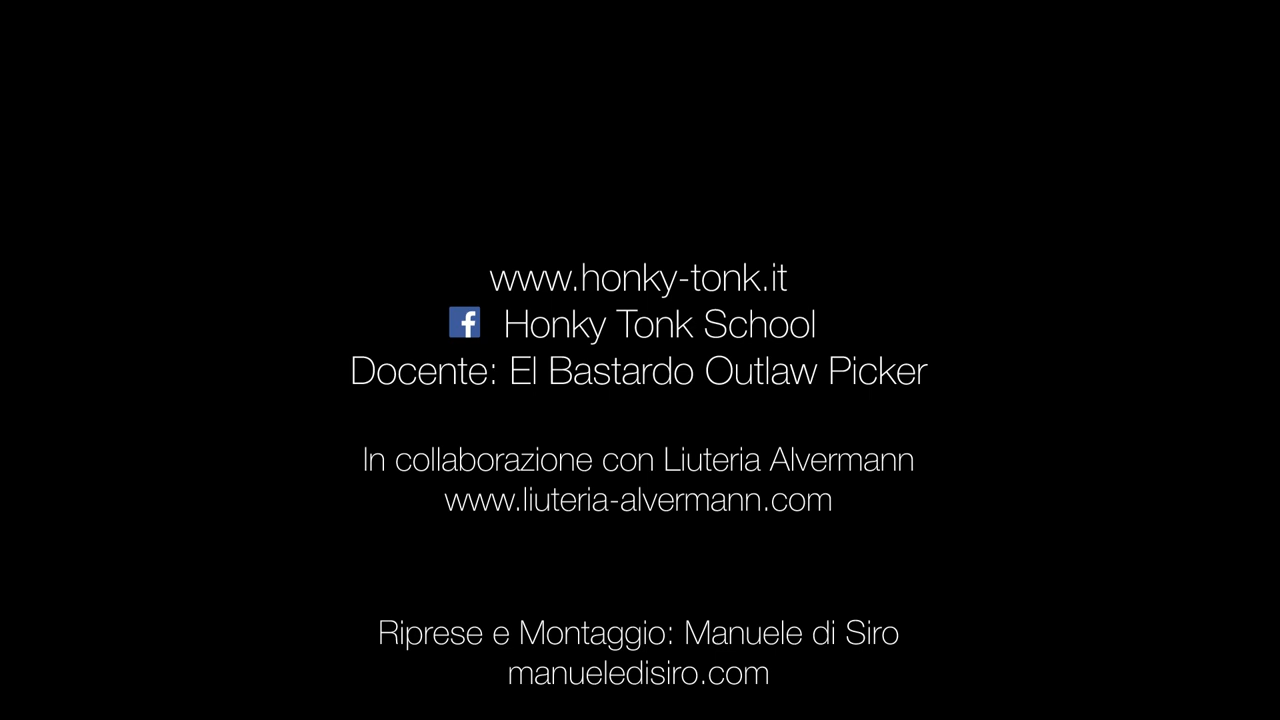 www.honky-tonk.it
Honky Tonk School
Docente: El Bastardo Outlaw Picker
In collaborazione con Liuteria Alvermann
www.liuteria-alvermann.com
Riprese e Montaggio: Manuele di Siro
manueledisiro.com